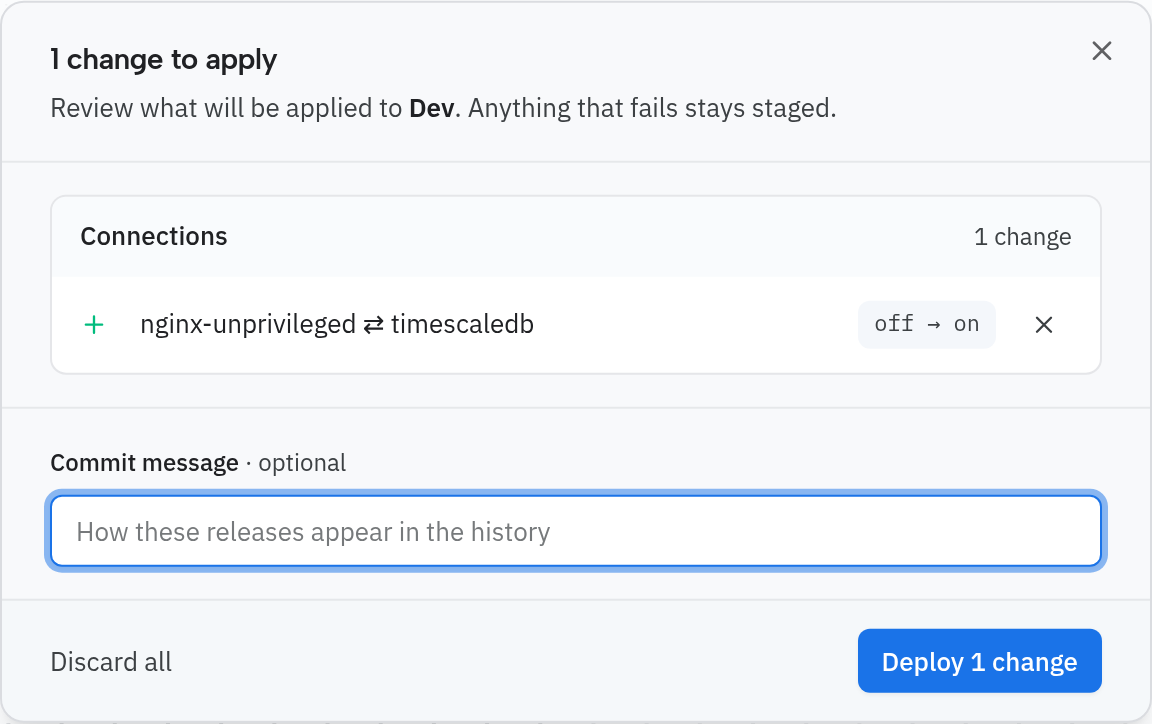 1 change to apply
Review what will be applied to Dev. Anything that fails stays staged.
Connections
1 change
+ nginx-unprivileged ⇄ timescaledb
off → on
Commit message · optional
How these releases appear in the history
Discard all
Deploy 1 change